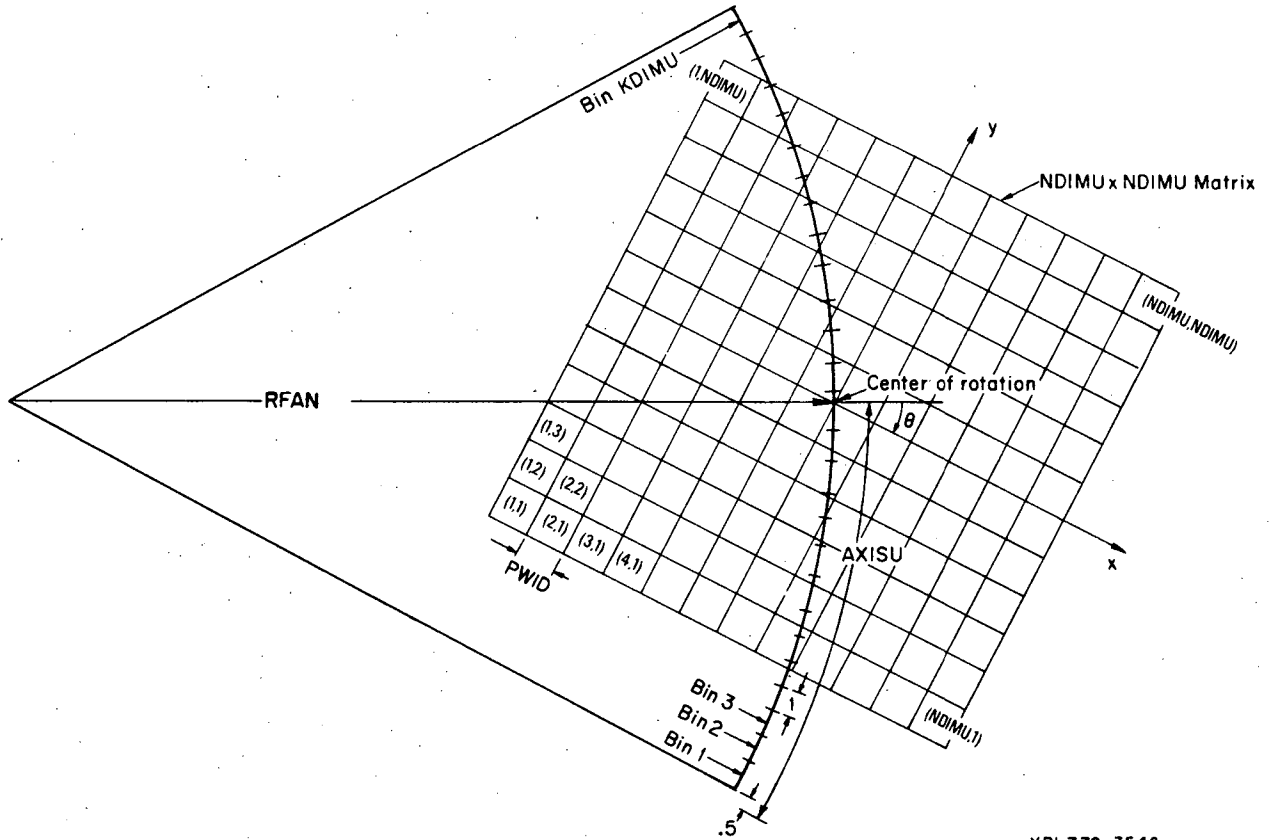 Bin KDIMU
(1,NDIMU)
y
NDIMU x NDIMU Matrix
(NDIMU,NDIMU)
Center of rotation
RFAN
θ
(1,3)
(1,2) (2,2)
(1,1) (2,1) (3,1) (4,1)
AXISU
x
PWID
Bin 3
1
Bin 2
(NDIMU,1)
Bin 1
.5